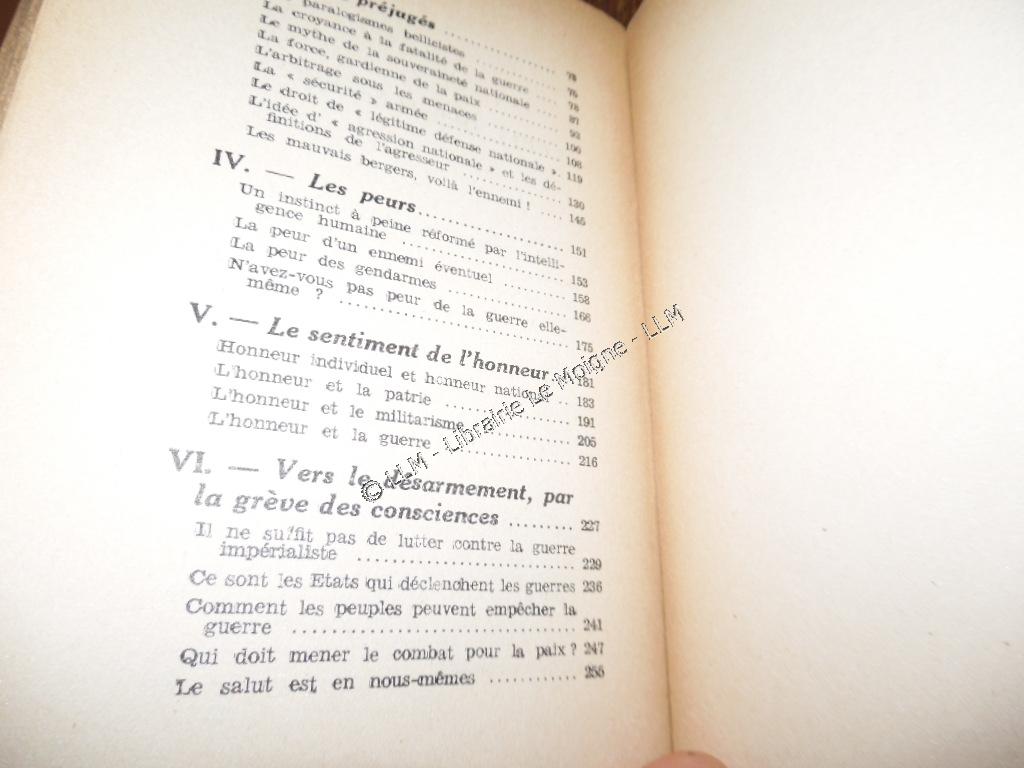 préjugés ....................
paralogismes bellicistes ............... 73
La croyance à la fatalité de la guerre .... 76
Le mythe de la souveraineté nationale .... 78
La force, gardienne de la paix ........... 87
L'arbitrage sous les menaces ............. 93
La « sécurité » armée .................... 100
Le droit de « légitime défense nationale ». 108
L'idée d' « agression nationale » et les dé- 119
finitions de l'agresseur ................ 130
Les mauvais bergers, voilà l'ennemi ! .... 145
IV. — Les peurs..................... 151
Un instinct à peine réformé par l'intelli-
gence humaine ........................ 153
La peur d'un ennemi éventuel ............ 158
La peur des gendarmes ................... 166
N'avez-vous pas peur de la guerre elle-
même ? ............................... 175
V. — Le sentiment de l'honneur .. 181
Honneur individuel et honneur national .. 183
L'honneur et la patrie .................. 191
L'honneur et le militarisme ............. 205
L'honneur et la guerre .................. 216
VI. — Vers le désarmement, par
la grève des consciences ......... 227
Il ne suffit pas de lutter contre la guerre
impérialiste ......................... 229
Ce sont les Etats qui déclenchent les guerres 236
Comment les peuples peuvent empêcher la
guerre ................................ 241
Qui doit mener le combat pour la paix ? 247
Le salut est en nous-mêmes ............ 255
© LLM - Librairie Le Moigne - LLM